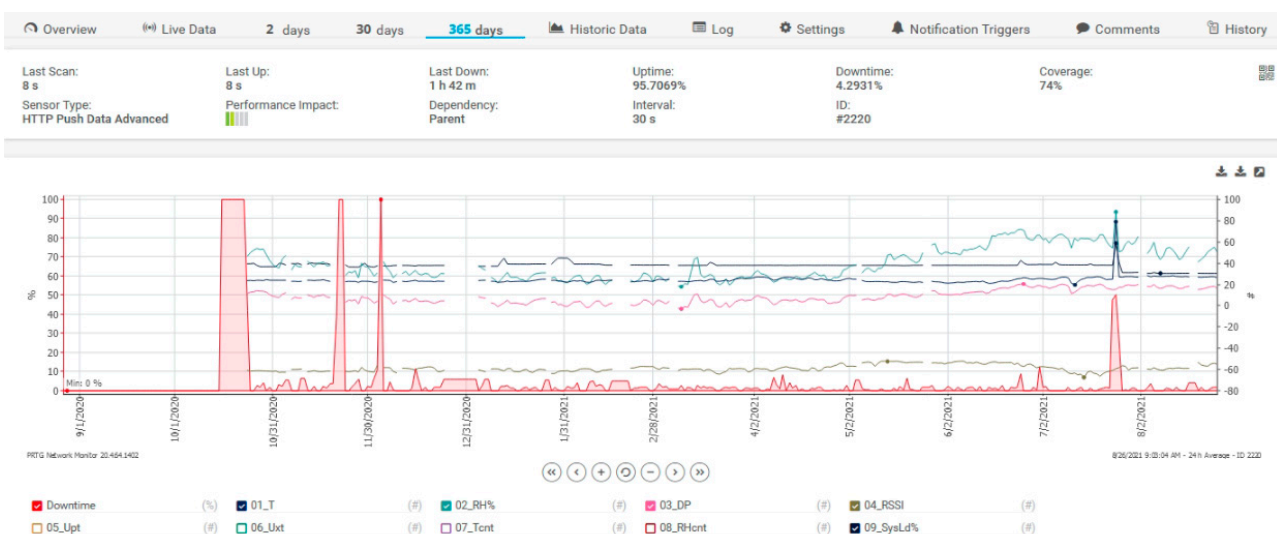 Overview Live Data 2 days 30 days 365 days Historic Data Log Settings Notification Triggers Comments History
Last Scan: Last Up: Last Down: Uptime: Downtime: Coverage:
8 s 8 s 1 h 42 m 95.7069% 4.2931% 74%
Sensor Type: Performance Impact: Dependency: Interval: ID:
HTTP Push Data Advanced Parent 30 s #2220
100 100
90
80 80
70 60
60 40
50 20
% %
40 0
30 -20
20 -40
10 -60
0 -80
Min: 0 %
9/1/2020 10/1/2020 10/31/2020 11/30/2020 12/31/2020 1/31/2021 2/28/2021 4/2/2021 5/2/2021 6/2/2021 7/2/2021 8/2/2021
PRTG Network Monitor 20.4.64.1402 8/26/2021 9:03:04 AM - 24 h Average - ID 2220
Downtime (%) 01_T (#) 02_RH% (#) 03_DP (#) 04_RSSI (#)
05_Upt (#) 06_Uxt (#) 07_Tcnt (#) 08_RHcnt (#) 09_SysLd% (#)